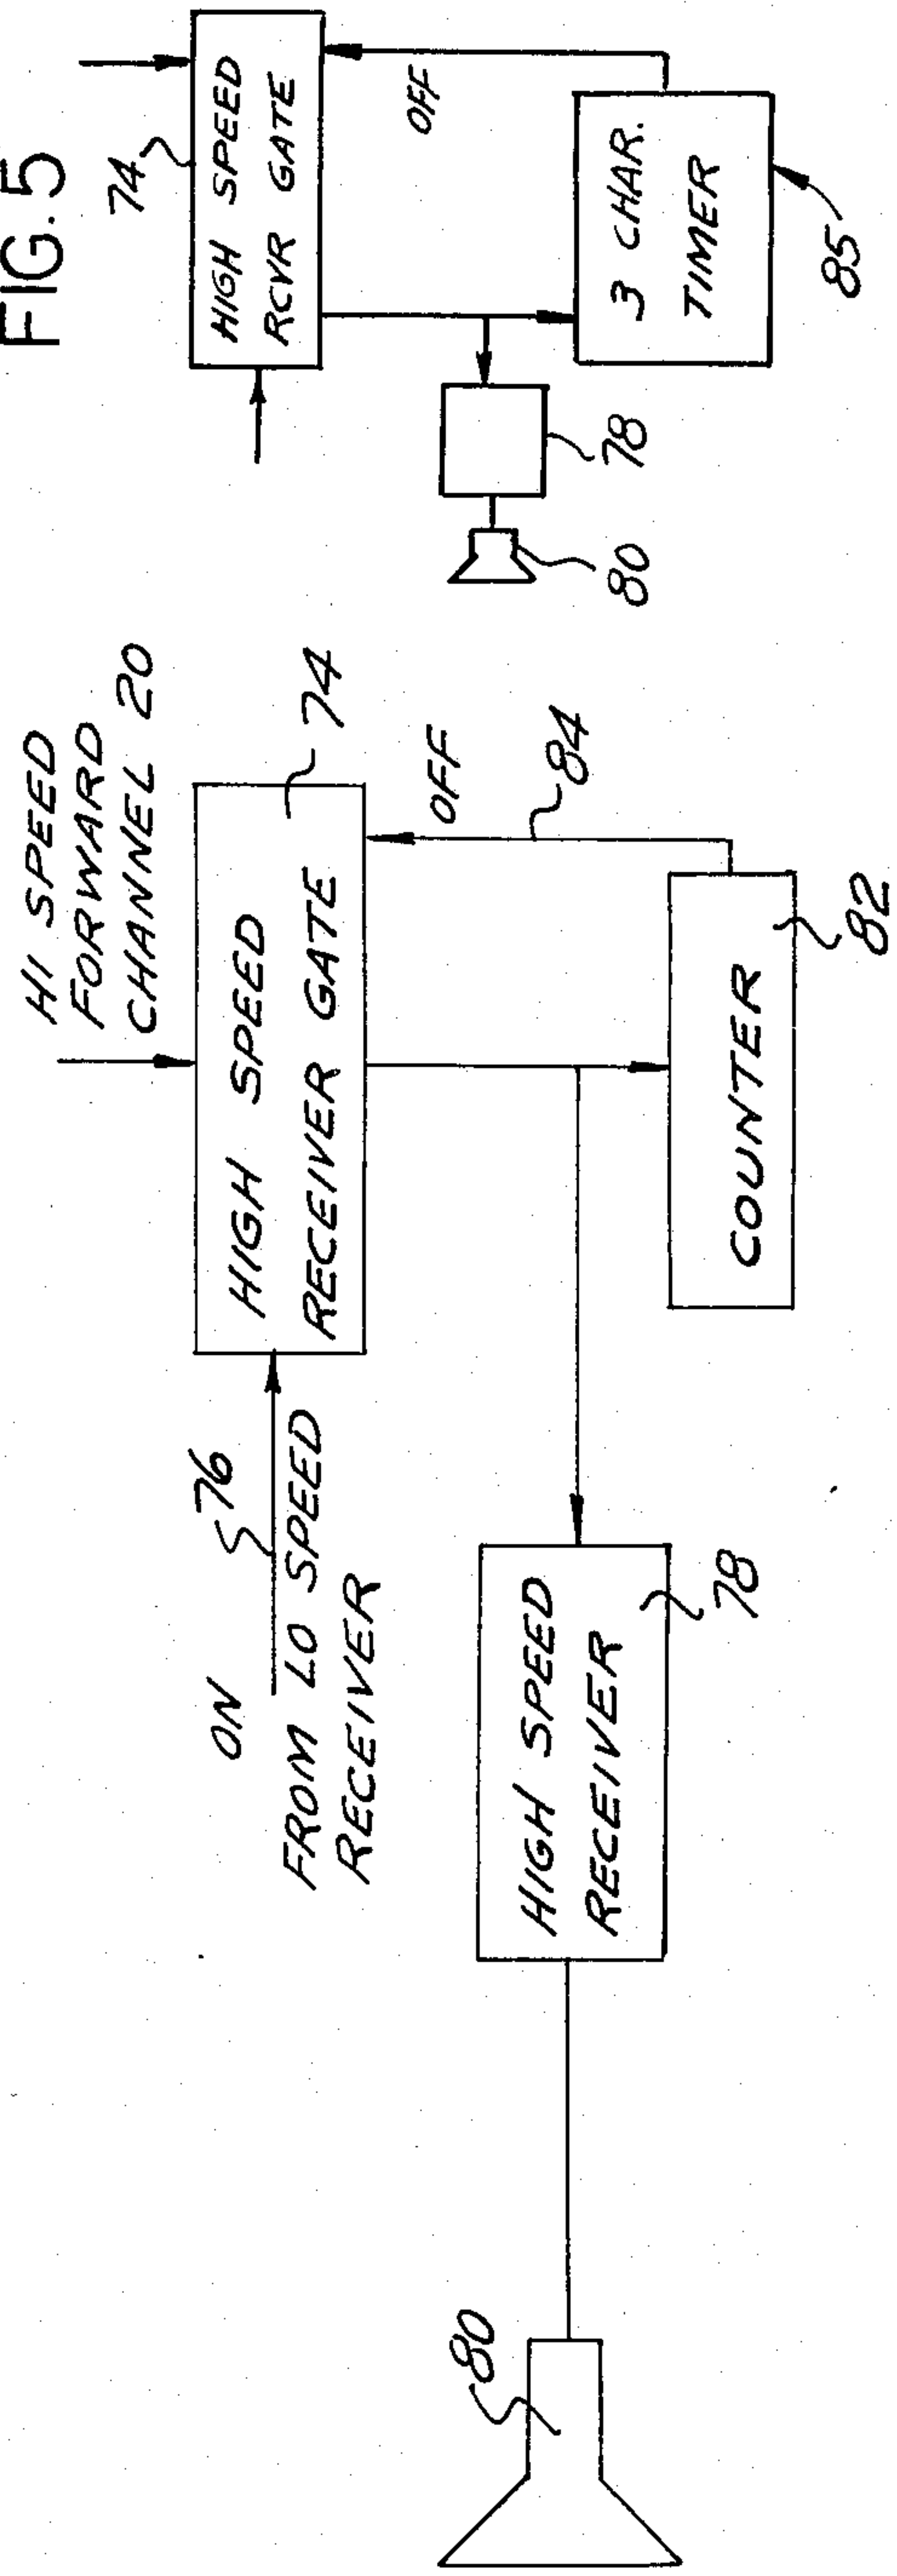 HI SPEED
FORWARD
CHANNEL 20
HIGH SPEED
RECEIVER GATE
74
ON
76
FROM LO SPEED
RECEIVER
OFF
84
HIGH SPEED
RECEIVER
78
80
COUNTER
82
FIG. 5
74
HIGH SPEED
RCVR GATE
OFF
78
80
3 CHAR.
TIMER
85